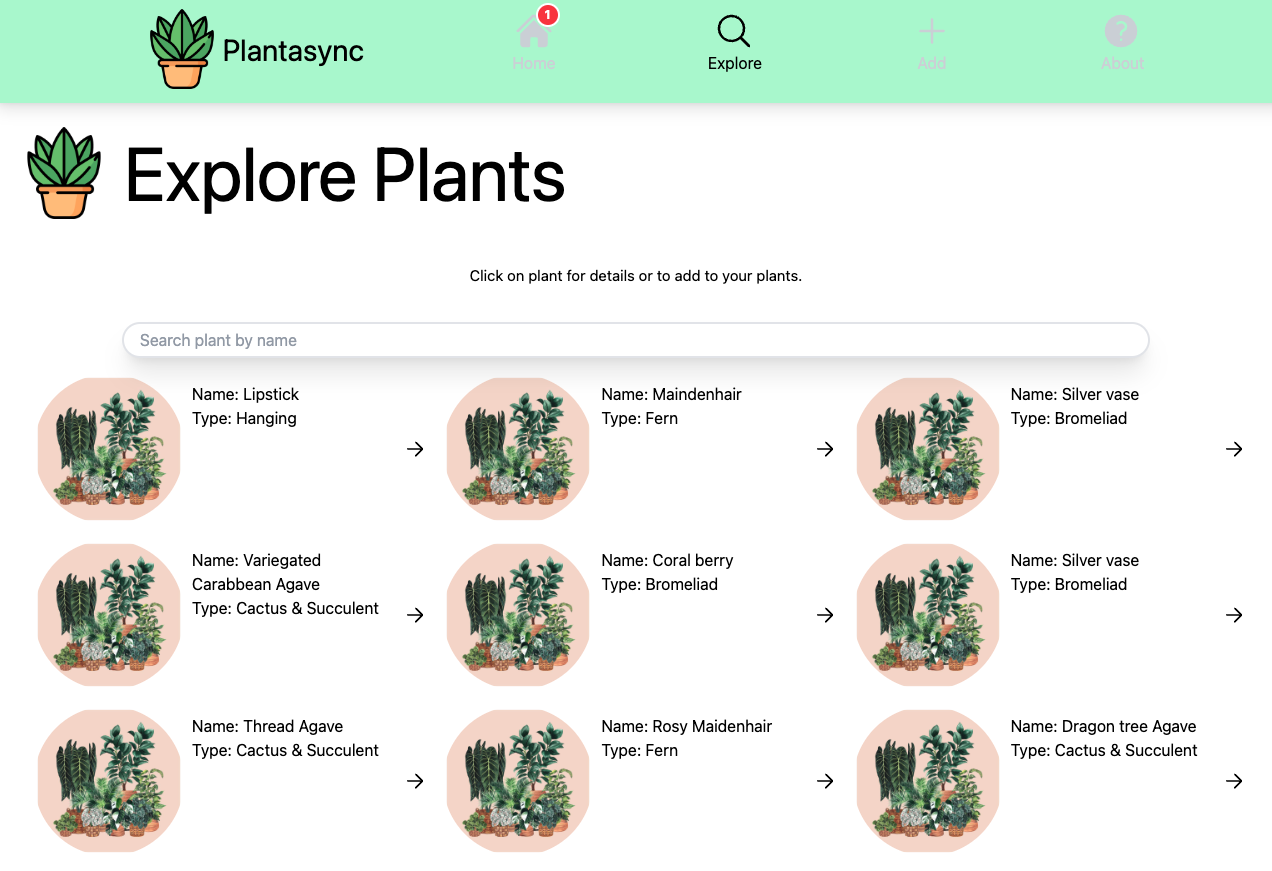 Plantasync
1
Home
Explore
Add
?
About
Explore Plants
Click on plant for details or to add to your plants.
Search plant by name
Name: Lipstick
Type: Hanging
Name: Maindenhair
Type: Fern
Name: Silver vase
Type: Bromeliad
Name: Variegated
Carabbean Agave
Type: Cactus & Succulent
Name: Coral berry
Type: Bromeliad
Name: Silver vase
Type: Bromeliad
Name: Thread Agave
Type: Cactus & Succulent
Name: Rosy Maidenhair
Type: Fern
Name: Dragon tree Agave
Type: Cactus & Succulent